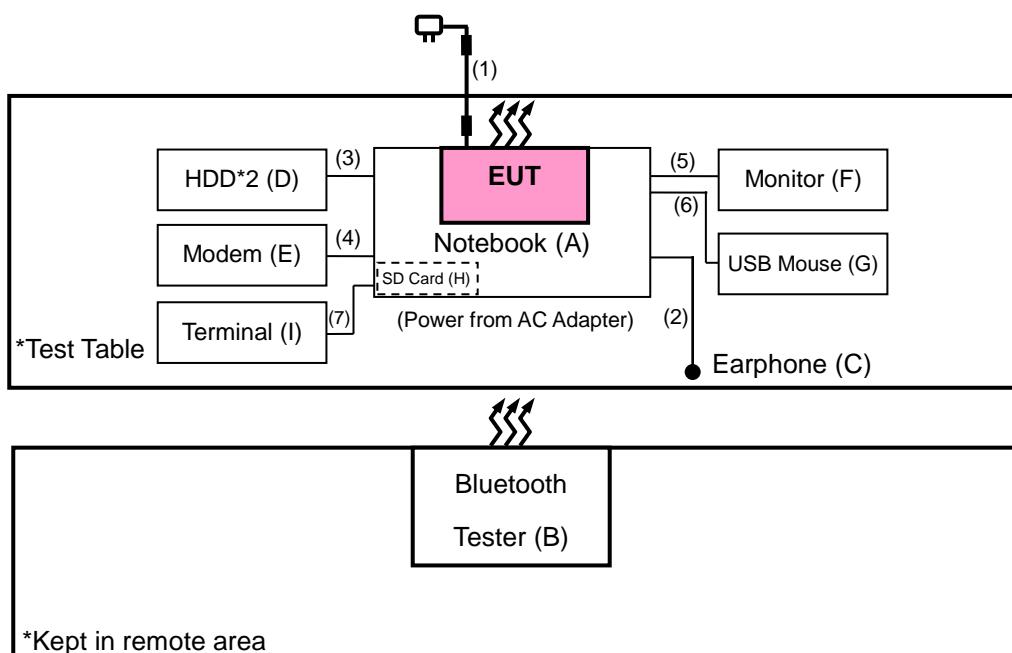 (1)
HDD*2 (D)
(3)
EUT
(5)
Monitor (F)
(6)
Modem (E)
(4)
Notebook (A)
USB Mouse (G)
SD Card (H)
Terminal (I)
(7)
(Power from AC Adapter)
(2)
*Test Table
Earphone (C)
Bluetooth
Tester (B)
*Kept in remote area